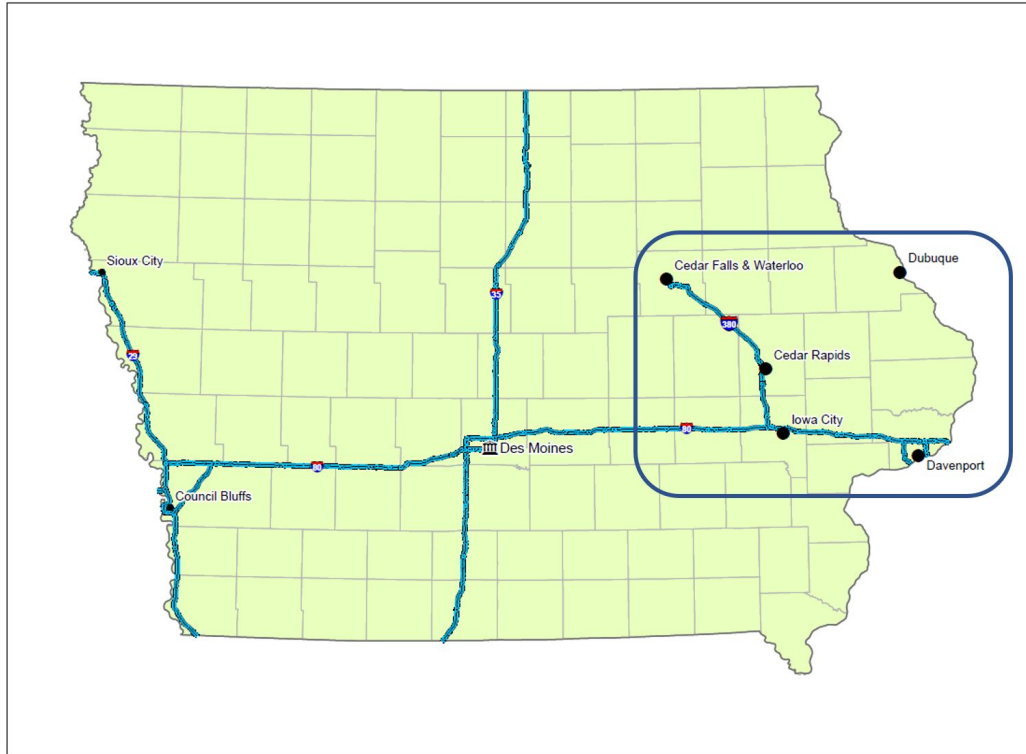 Sioux City
Cedar Falls & Waterloo
Dubuque
35
380
29
Cedar Rapids
Iowa City
80
Des Moines
80
Davenport
Council Bluffs